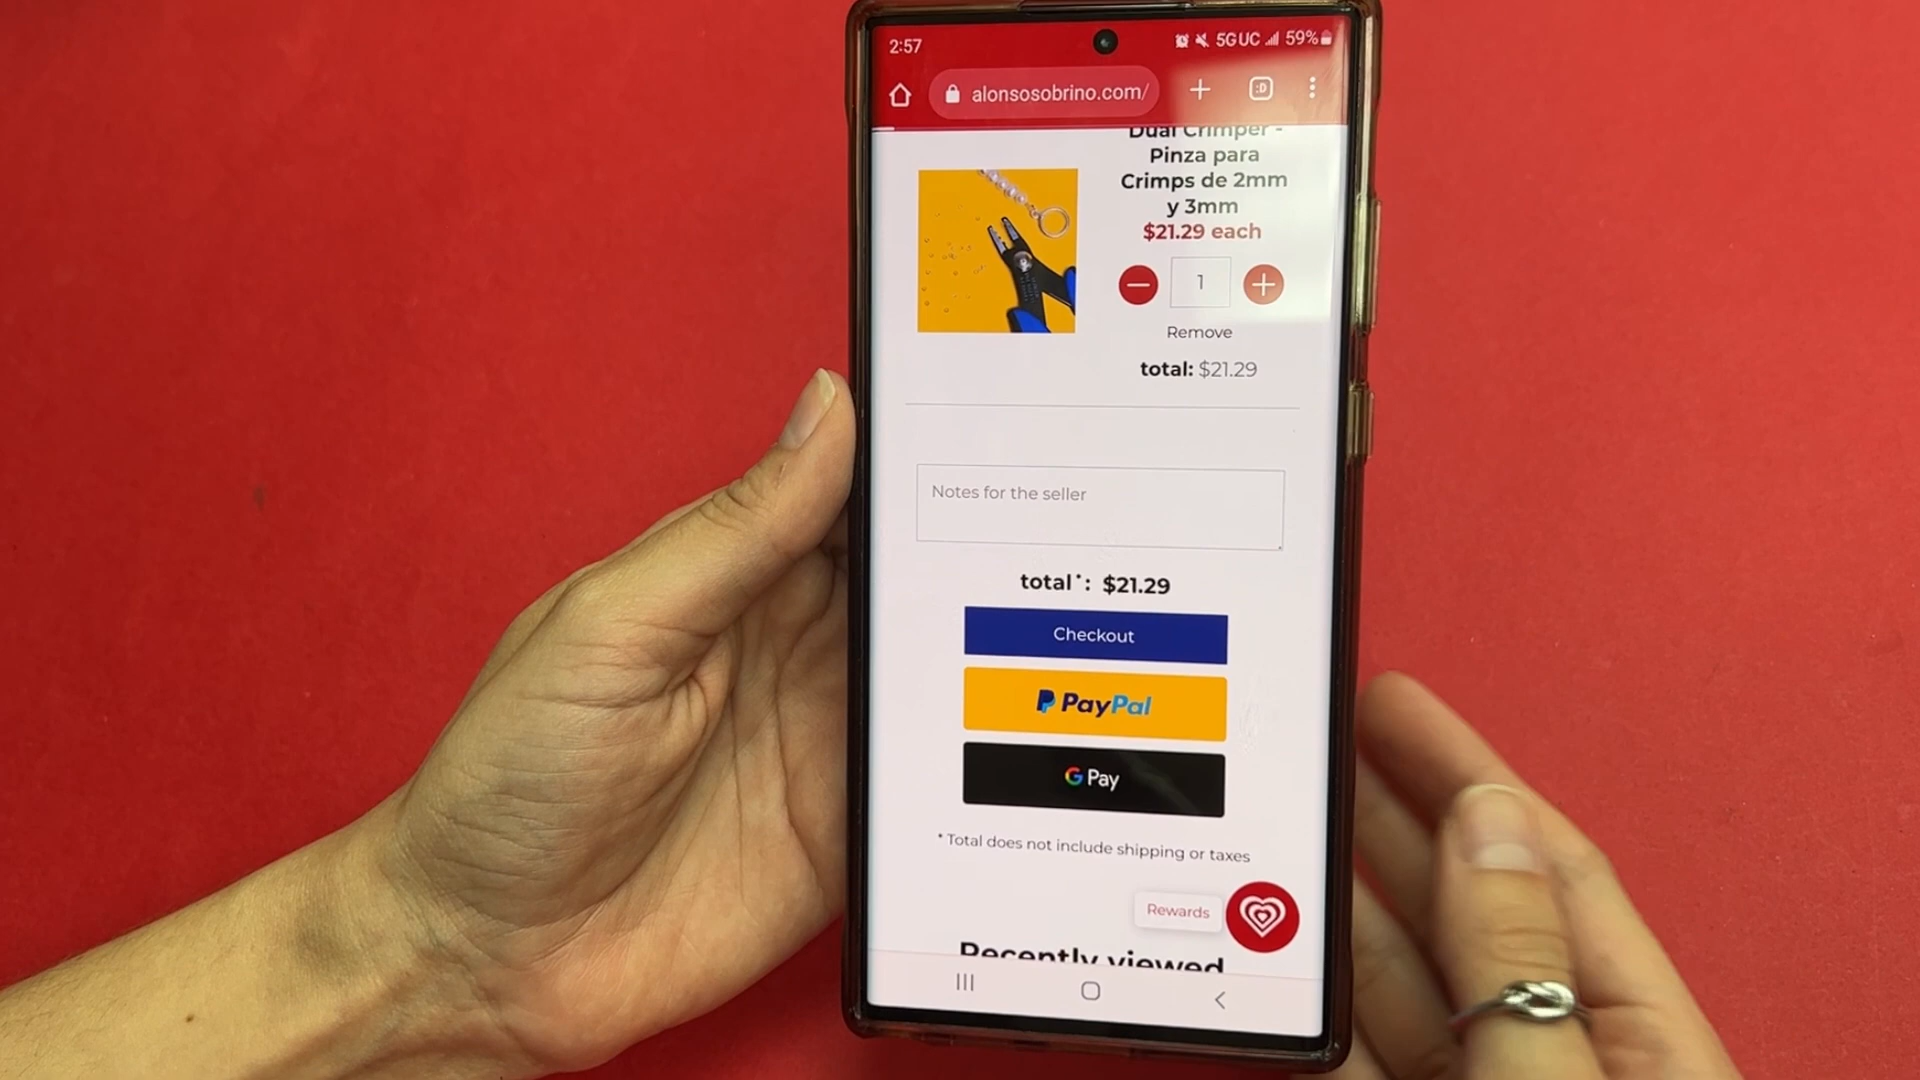 2:57
5G UC 59%
alonsosobrino.com/
:D
Dual Crimper -
Pinza para
Crimps de 2mm
y 3mm
$21.29 each
1
Remove
total: $21.29
Notes for the seller
total*: $21.29
Checkout
PayPal
G Pay
* Total does not include shipping or taxes
Rewards
Recently viewed